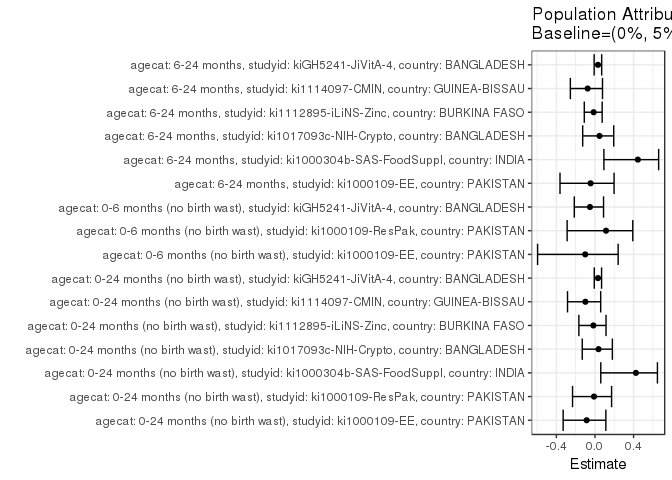 Population Attribu
Baseline=(0%, 5%
agecat: 6-24 months, studyid: kiGH5241-JiVitA-4, country: BANGLADESH
agecat: 6-24 months, studyid: ki1114097-CMIN, country: GUINEA-BISSAU
agecat: 6-24 months, studyid: ki1112895-iLiNS-Zinc, country: BURKINA FASO
agecat: 6-24 months, studyid: ki1017093c-NIH-Crypto, country: BANGLADESH
agecat: 6-24 months, studyid: ki1000304b-SAS-FoodSuppl, country: INDIA
agecat: 6-24 months, studyid: ki1000109-EE, country: PAKISTAN
agecat: 0-6 months (no birth wast), studyid: kiGH5241-JiVitA-4, country: BANGLADESH
agecat: 0-6 months (no birth wast), studyid: ki1000109-ResPak, country: PAKISTAN
agecat: 0-6 months (no birth wast), studyid: ki1000109-EE, country: PAKISTAN
agecat: 0-24 months (no birth wast), studyid: kiGH5241-JiVitA-4, country: BANGLADESH
agecat: 0-24 months (no birth wast), studyid: ki1114097-CMIN, country: GUINEA-BISSAU
agecat: 0-24 months (no birth wast), studyid: ki1112895-iLiNS-Zinc, country: BURKINA FASO
agecat: 0-24 months (no birth wast), studyid: ki1017093c-NIH-Crypto, country: BANGLADESH
agecat: 0-24 months (no birth wast), studyid: ki1000304b-SAS-FoodSuppl, country: INDIA
agecat: 0-24 months (no birth wast), studyid: ki1000109-ResPak, country: PAKISTAN
agecat: 0-24 months (no birth wast), studyid: ki1000109-EE, country: PAKISTAN
-0.4 0.0 0.4
Estimate